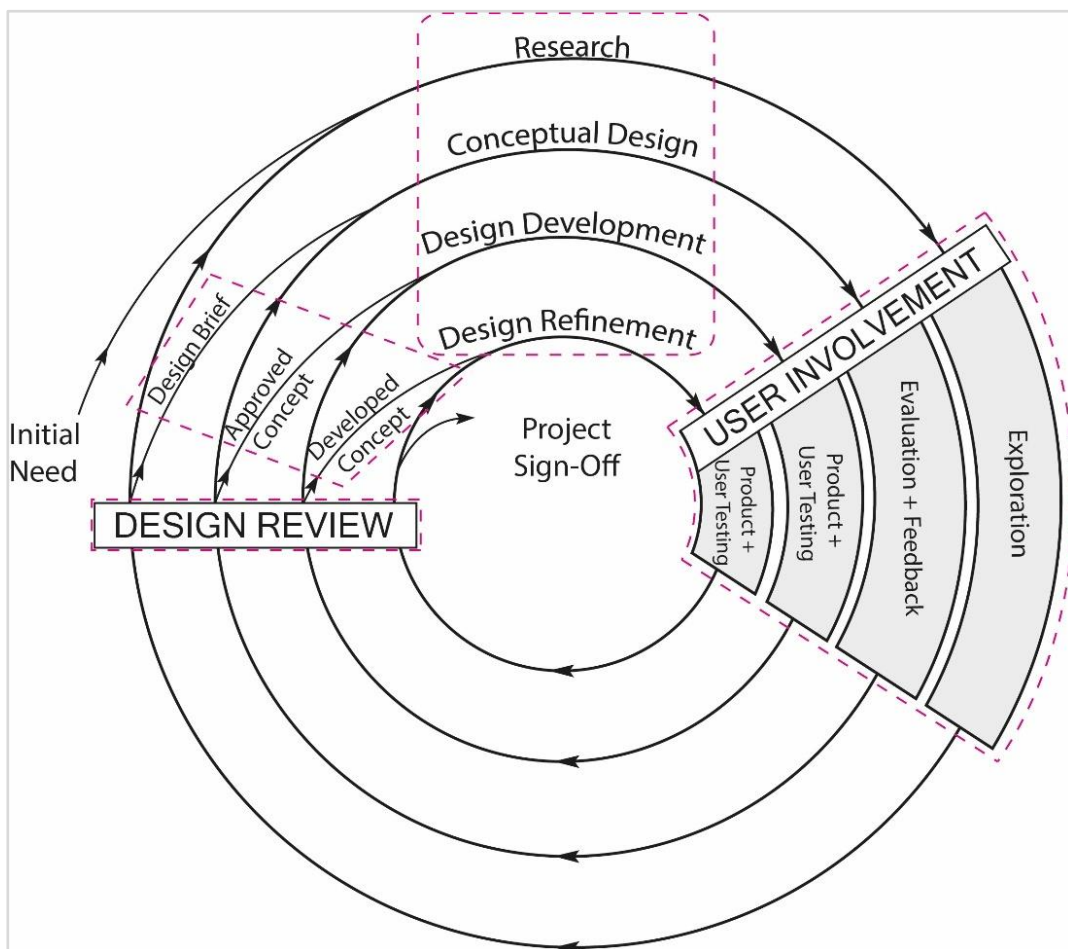 Research
Conceptual Design
Design Development
Design Refinement
Design Brief
Approved
Concept
Developed
Concept
Initial
Need
Project
Sign-Off
DESIGN REVIEW
USER INVOLVEMENT
Product +
User Testing
Product +
User Testing
Evaluation + Feedback
Exploration